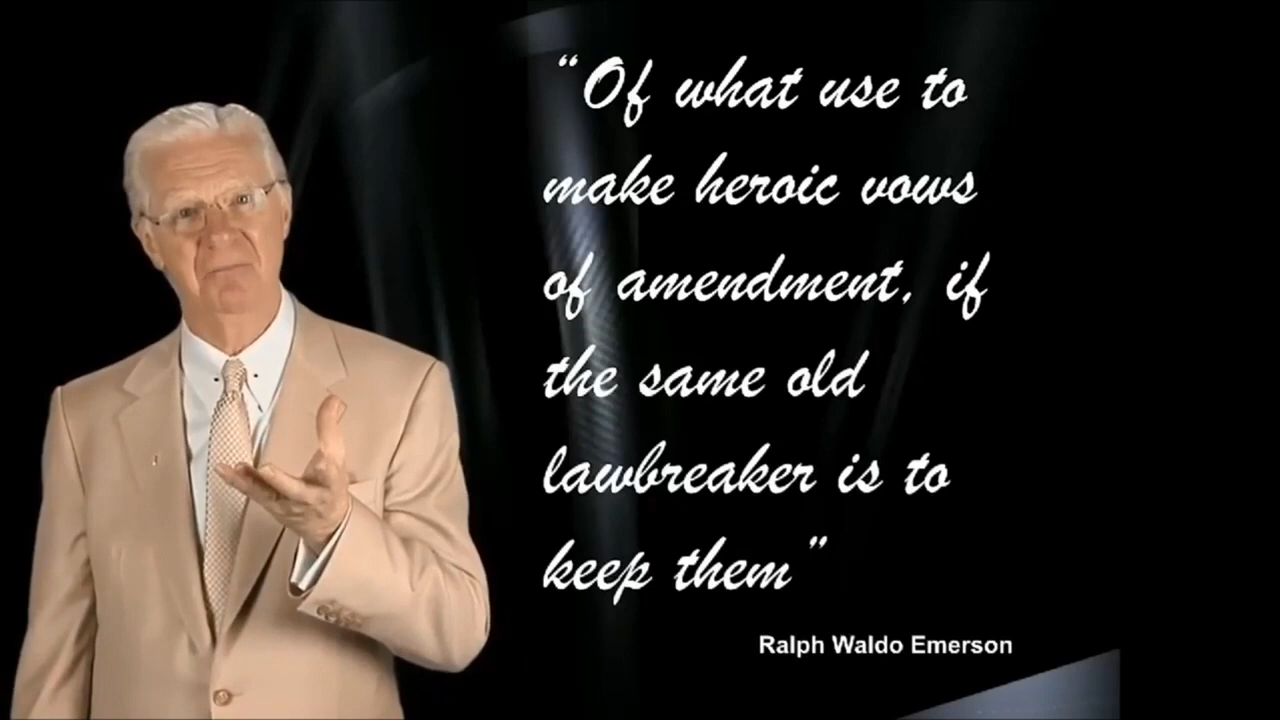 “Of what use to
make heroic vows
of amendment, if
the same old
lawbreaker is to
keep them”
Ralph Waldo Emerson